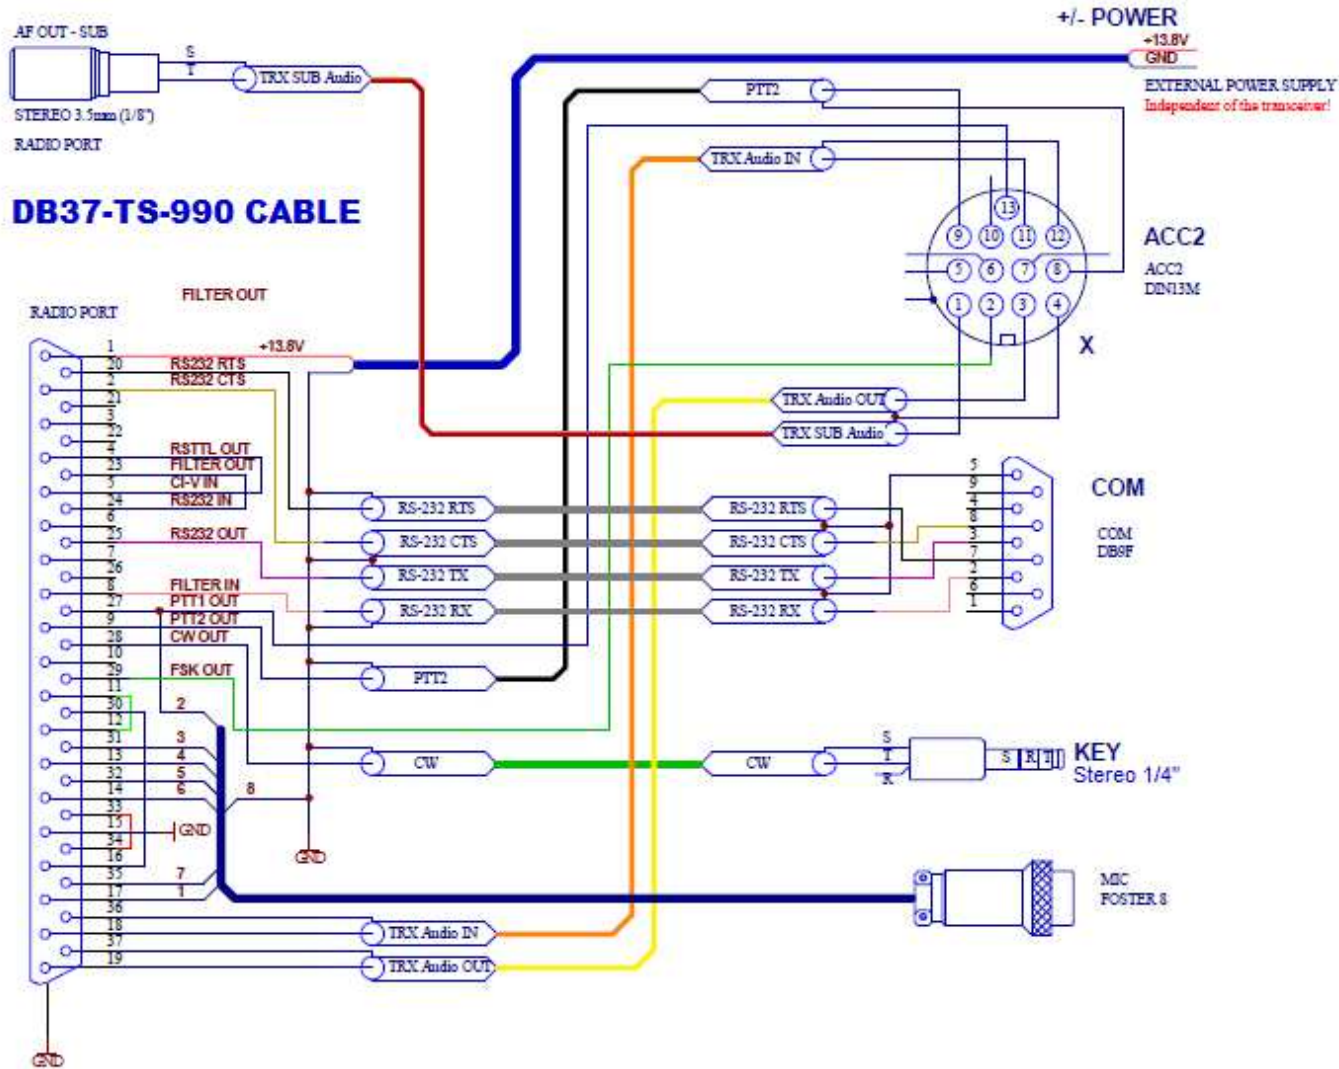 +/- POWER
+13.8V
GND
EXTERNAL POWER SUPPLY
Independent of the transceiver!
AF OUT - SUB
S
T
TRX SUB Audio
STEREO 3.5mm (1/8")
RADIO PORT
PTT2
TRX Audio IN
DB37-TS-990 CABLE
13
9 10 11 12
5 6 7 8
1 2 3 4
ACC2
ACC2
DIN13M
X
FILTER OUT
RADIO PORT
+13.8V
TRX Audio OUT
TRX SUB Audio
1
20 RS232 RTS
2 RS232 CTS
21
3
22
4 RSTTL OUT
23 FILTER OUT
5 CI-V IN
24 RS232 IN
6
25 RS232 OUT
7
26
8 FILTER IN
27 PTT1 OUT
9 PTT2 OUT
28 CW OUT
10
29 FSK OUT
11
30
12
31
13
32
14
33
15
34
16
35
17
36
18
37
19
2
3
4
5
6
8
GND
7
1
GND
GND
RS-232 RTS RS-232 RTS
RS-232 CTS RS-232 CTS
RS-232 TX RS-232 TX
RS-232 RX RS-232 RX
5
9
4
8
3
7
2
6
1
COM
COM
DB9F
PTT2
CW CW
S
T
R
S R T
KEY
Stereo 1/4"
MIC
FOSTER 8
TRX Audio IN
TRX Audio OUT